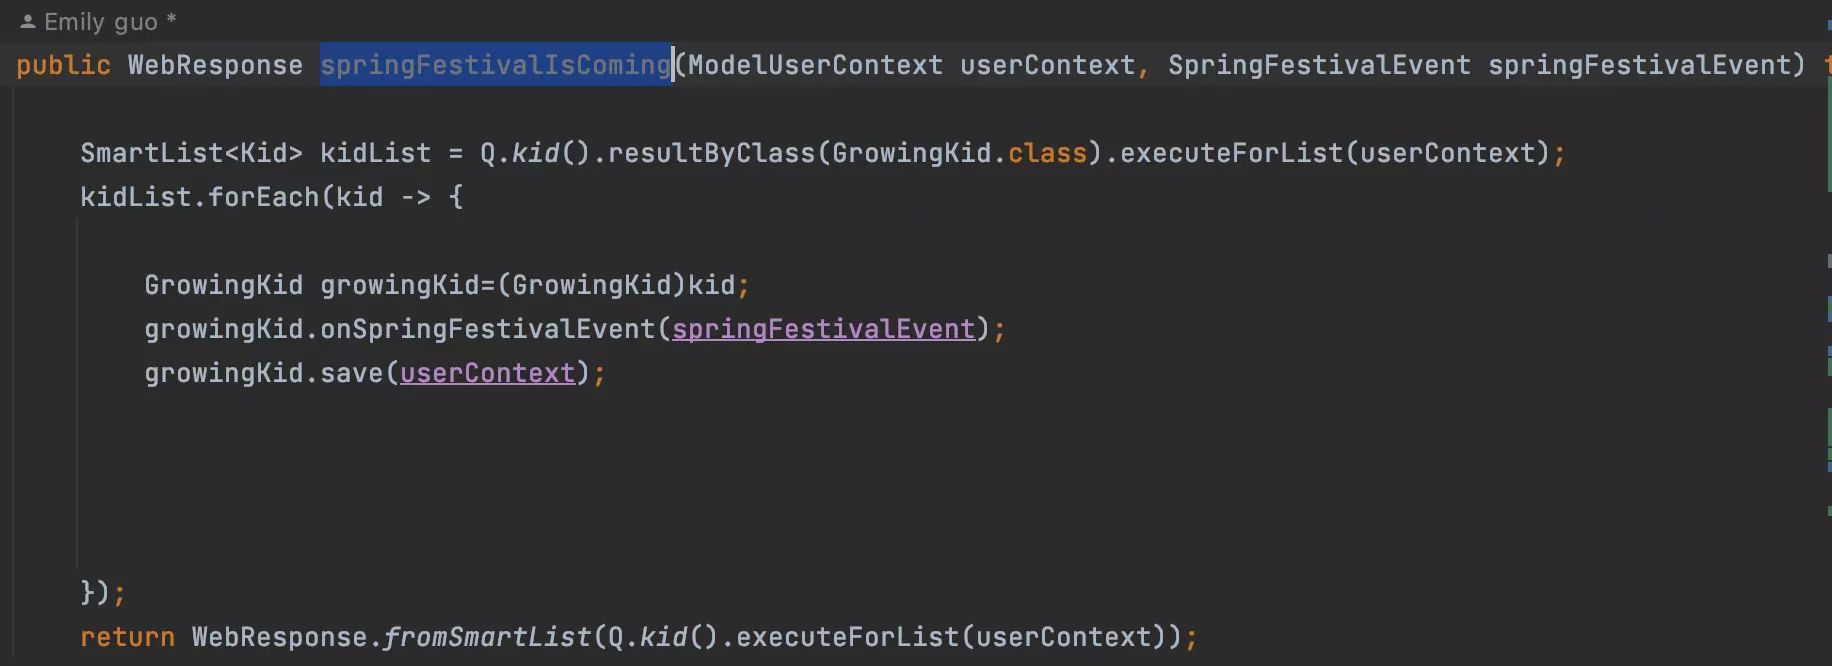 Emily guo *
public WebResponse springFestivalIsComing(ModelUserContext userContext, SpringFestivalEvent springFestivalEvent)
SmartList<Kid> kidList = Q.kid().resultByClass(GrowingKid.class).executeForList(userContext);
kidList.forEach(kid -> {
GrowingKid growingKid=(GrowingKid)kid;
growingKid.onSpringFestivalEvent(springFestivalEvent);
growingKid.save(userContext);
});
return WebResponse.fromSmartList(Q.kid().executeForList(userContext));